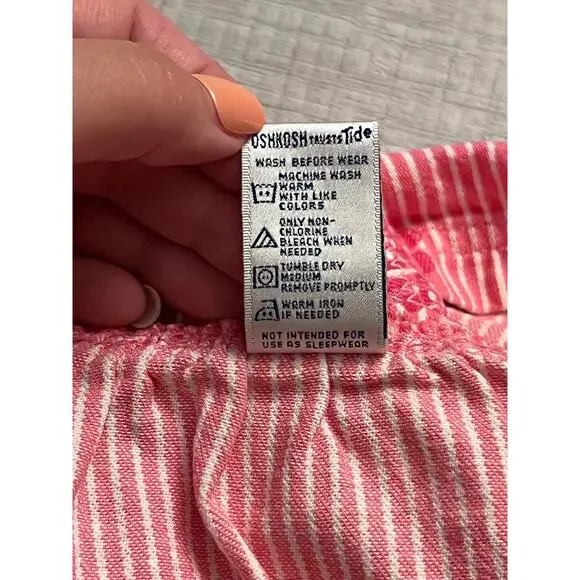 OSHKOSH TRUSTS Tide
WASH BEFORE WEAR
MACHINE WASH
WARM
WITH LIKE
COLORS
ONLY NON-
CHLORINE
BLEACH WHEN
NEEDED
TUMBLE DRY
MEDIUM
REMOVE PROMPTLY
WARM IRON
IF NEEDED
NOT INTENDED FOR
USE AS SLEEPWEAR